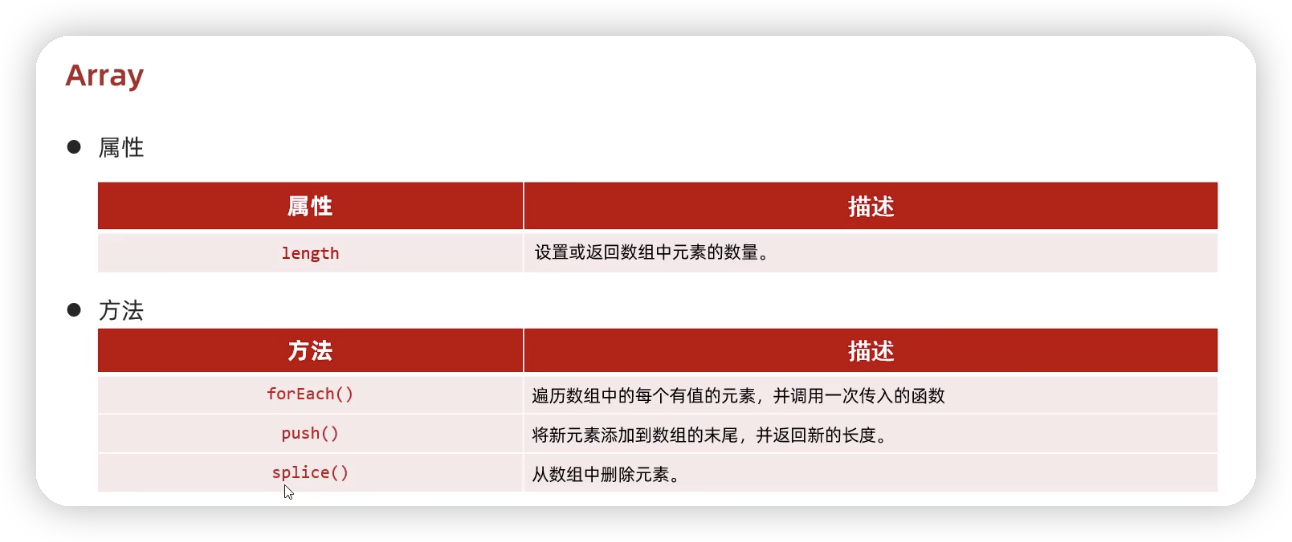 Array
属性
属性 描述
length 设置或返回数组中元素的数量。
方法
方法 描述
forEach() 遍历数组中的每个有值的元素，并调用一次传入的函数
push() 将新元素添加到数组的末尾，并返回新的长度。
splice() 从数组中删除元素。